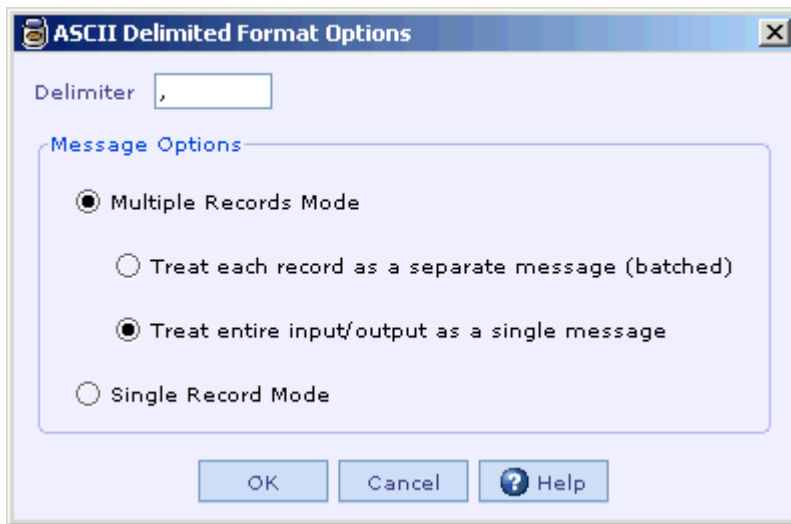 ASCII Delimited Format Options
Delimiter ,
Message Options
Multiple Records Mode
Treat each record as a separate message (batched)
Treat entire input/output as a single message
Single Record Mode
OK Cancel Help